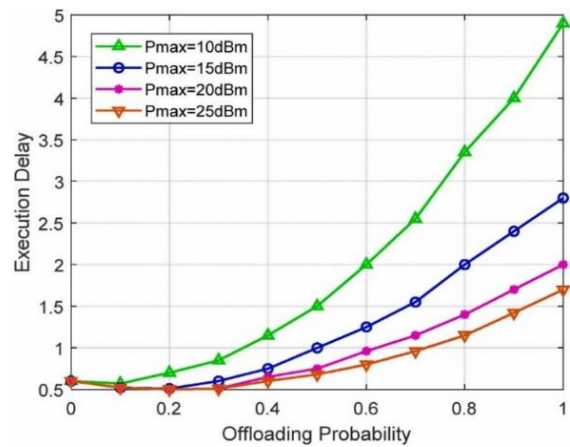 5
4.5
4
3.5
3
2.5
2
1.5
1
0.5
Execution Delay
Pmax=10dBm
Pmax=15dBm
Pmax=20dBm
Pmax=25dBm
0 0.2 0.4 0.6 0.8 1
Offloading Probability